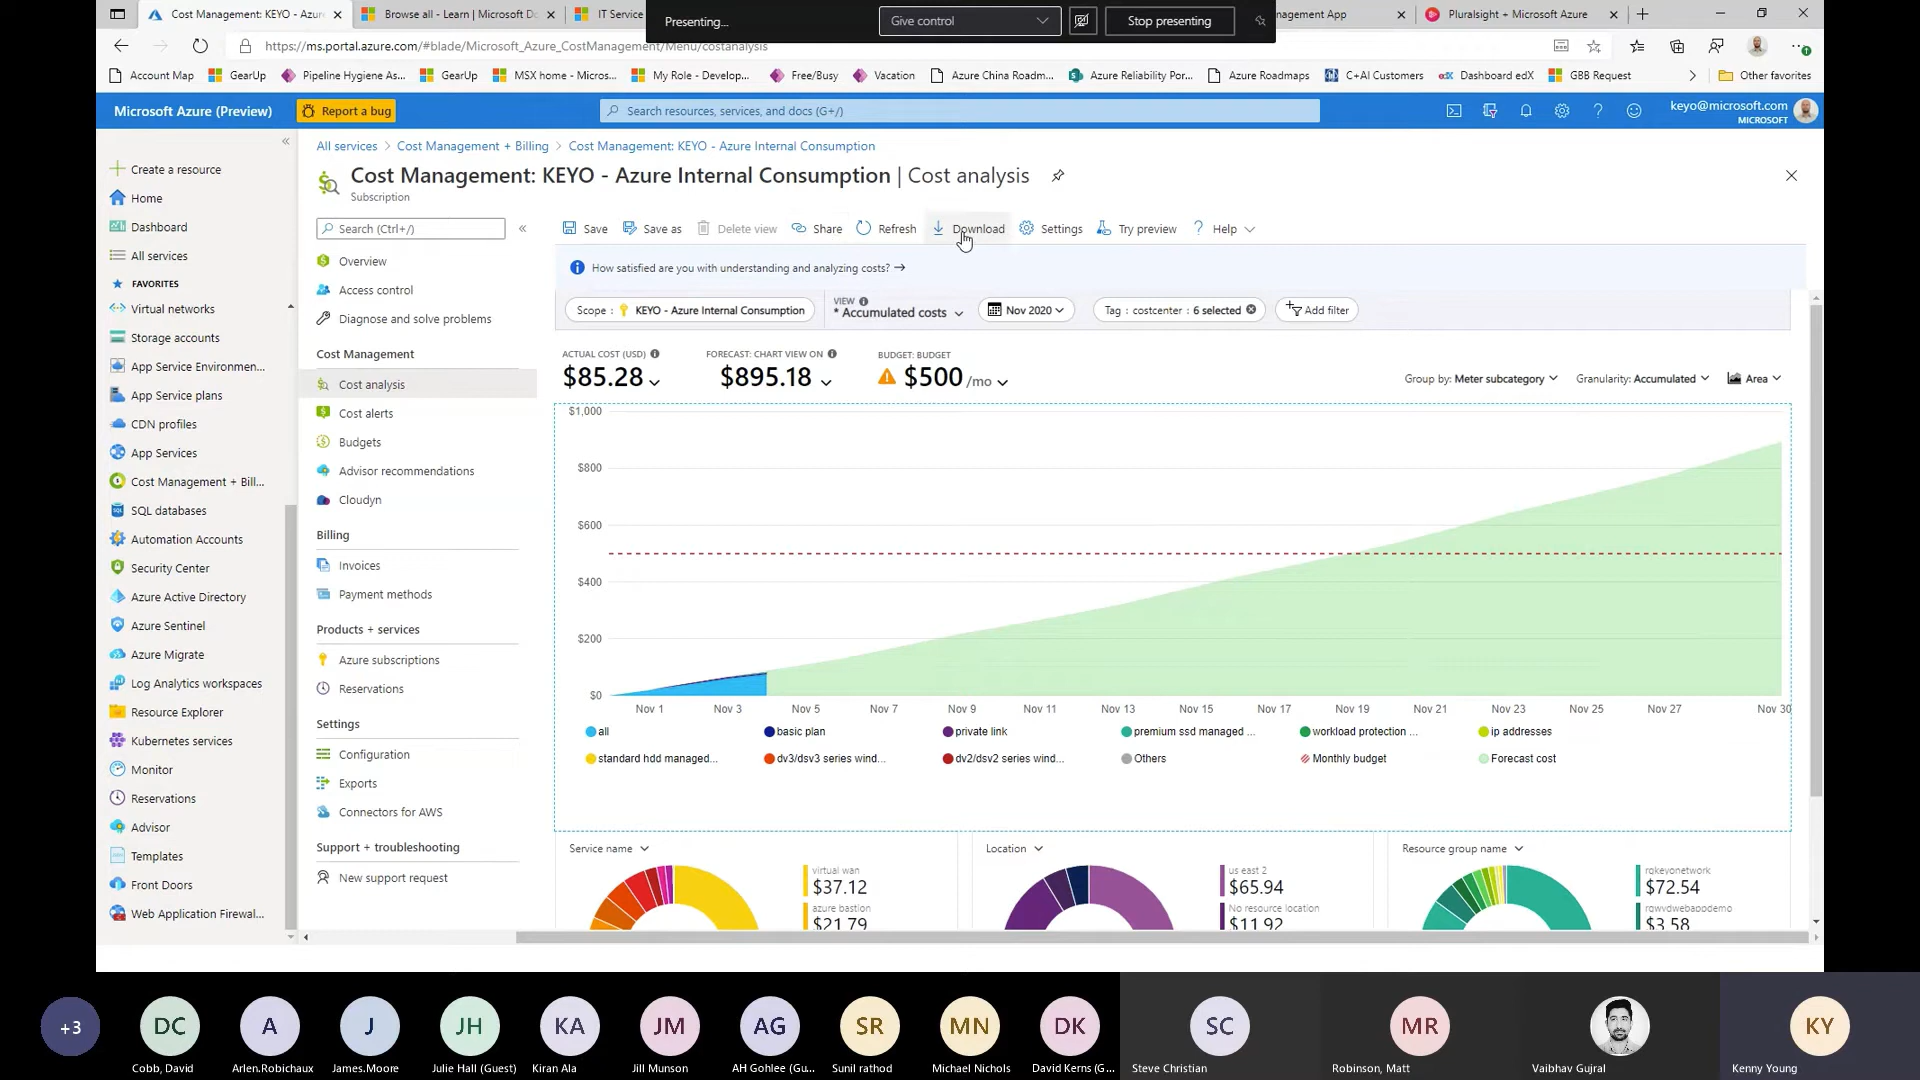 Cost Management: KEYO - Azure
Browse all - Learn | Microsoft Do
IT Service
Presenting...
Give control
Stop presenting
nagement App
Pluralsight + Microsoft Azure
https://ms.portal.azure.com/#blade/Microsoft_Azure_CostManagement/Menu/costanalysis
Account Map
GearUp
Pipeline Hygiene As...
GearUp
MSX home - Micros...
My Role - Develop...
Free/Busy
Vacation
Azure China Roadm...
Azure Reliability Por...
Azure Roadmaps
C+AI Customers
Dashboard edX
GBB Request
Other favorites
Microsoft Azure (Preview)
Report a bug
Search resources, services, and docs (G+/)
keyo@microsoft.com
MICROSOFT
All services > Cost Management + Billing > Cost Management: KEYO - Azure Internal Consumption
Cost Management: KEYO - Azure Internal Consumption | Cost analysis
Subscription
Create a resource
Home
Dashboard
All services
FAVORITES
Virtual networks
Storage accounts
App Service Environmen...
App Service plans
CDN profiles
App Services
Cost Management + Bill...
SQL databases
Automation Accounts
Security Center
Azure Active Directory
Azure Sentinel
Azure Migrate
Log Analytics workspaces
Resource Explorer
Kubernetes services
Monitor
Reservations
Advisor
Templates
Front Doors
Web Application Firewal...
Search (Ctrl+/)
Overview
Access control
Diagnose and solve problems
Cost Management
Cost analysis
Cost alerts
Budgets
Advisor recommendations
Cloudyn
Billing
Invoices
Payment methods
Products + services
Azure subscriptions
Reservations
Settings
Configuration
Exports
Connectors for AWS
Support + troubleshooting
New support request
Save
Save as
Delete view
Share
Refresh
Download
Settings
Try preview
Help
How satisfied are you with understanding and analyzing costs? →
Scope : KEYO - Azure Internal Consumption
VIEW
* Accumulated costs
Nov 2020
Tag : costcenter : 6 selected
Add filter
ACTUAL COST (USD)
$85.28
FORECAST: CHART VIEW ON
$895.18
BUDGET: BUDGET
$500 /mo
Group by: Meter subcategory
Granularity: Accumulated
Area
$1,000
$800
$600
$400
$200
$0
Nov 1
Nov 3
Nov 5
Nov 7
Nov 9
Nov 11
Nov 13
Nov 15
Nov 17
Nov 19
Nov 21
Nov 23
Nov 25
Nov 27
Nov 30
all
basic plan
private link
premium ssd managed ...
workload protection ...
ip addresses
standard hdd managed...
dv3/dsv3 series wind...
dv2/dsv2 series wind...
Others
Monthly budget
Forecast cost
Service name
virtual wan
$37.12
azure bastion
$21.79
Location
us east 2
$65.94
No resource location
$11.92
Resource group name
rgkeyonetwork
$72.54
rgwvdwebappdemo
$3.58
+3
DC
Cobb, David
A
Arlen.Robichaux
J
James.Moore
JH
Julie Hall (Guest)
KA
Kiran Ala
JM
Jill Munson
AG
AH Gohlee (Gu...
SR
Sunil rathod
MN
Michael Nichols
DK
David Kerns (G...
SC
Steve Christian
MR
Robinson, Matt
Vaibhav Gujral
KY
Kenny Young